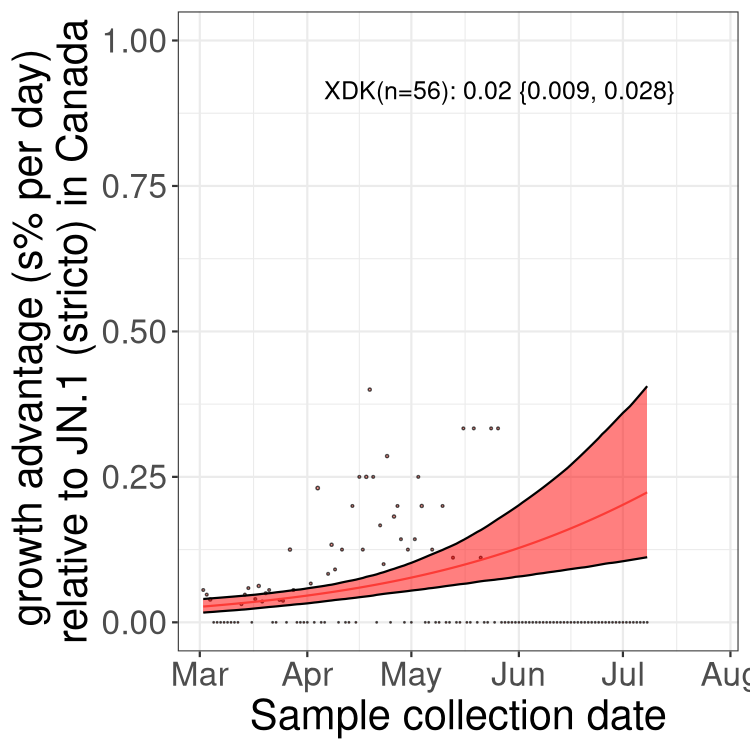 growth advantage (s% per day)
relative to JN.1 (stricto) in Canada
1.00
0.75
0.50
0.25
0.00
XDK(n=56): 0.02 {0.009, 0.028}
Mar Apr May Jun Jul Aug
Sample collection date